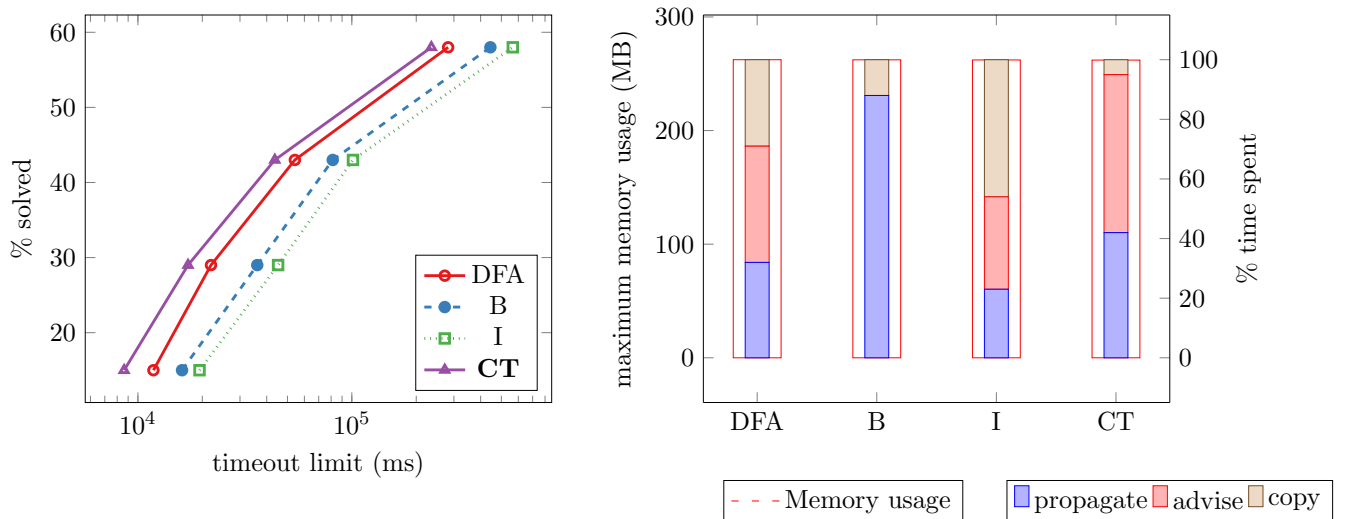 60
50
40
30
20
% solved
10^4
10^5
timeout limit (ms)
DFA
B
I
CT
300
200
100
0
maximum memory usage (MB)
100
80
60
40
20
0
% time spent
DFA
B
I
CT
Memory usage
propagate advise copy